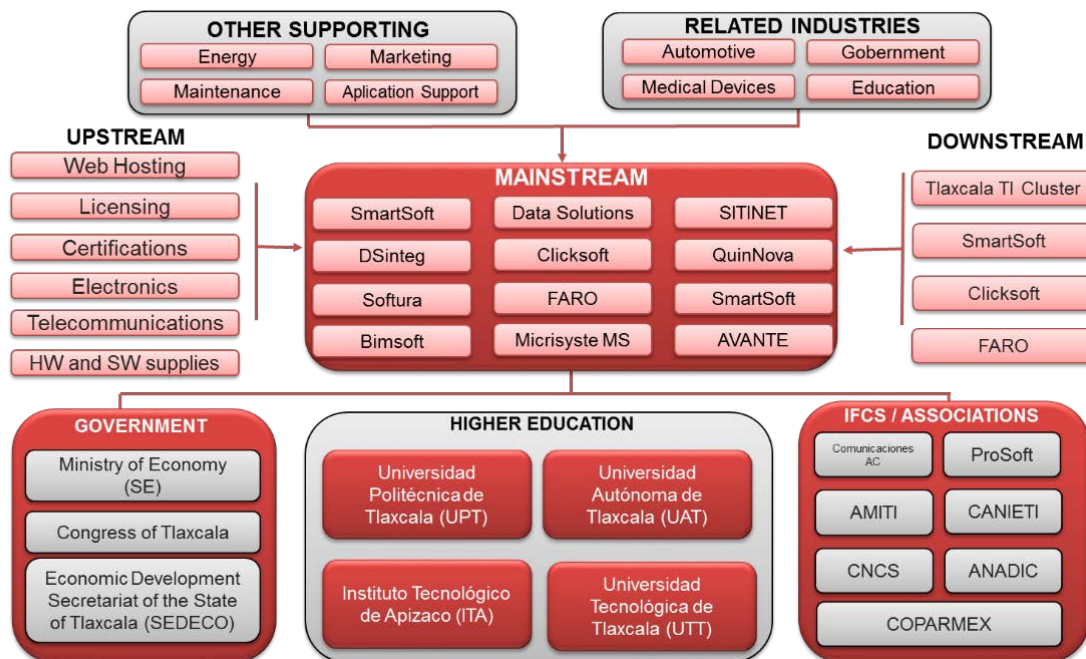 OTHER SUPPORTING
Energy
Marketing
Maintenance
Aplication Support
RELATED INDUSTRIES
Automotive
Gobernment
Medical Devices
Education
UPSTREAM
Web Hosting
Licensing
Certifications
Electronics
Telecommunications
HW and SW supplies
MAINSTREAM
SmartSoft
Data Solutions
SITINET
DSinteg
Clicksoft
QuinNova
Softura
FARO
SmartSoft
Bimsoft
Micrisyste MS
AVANTE
DOWNSTREAM
Tlaxcala TI Cluster
SmartSoft
Clicksoft
FARO
GOVERNMENT
Ministry of Economy
(SE)
Congress of Tlaxcala
Economic Development
Secretariat of the State
of Tlaxcala (SEDECO)
HIGHER EDUCATION
Universidad
Politécnica de
Tlaxcala (UPT)
Universidad
Autónoma de
Tlaxcala (UAT)
Instituto Tecnológico
de Apizaco (ITA)
Universidad
Tecnológica de
Tlaxcala (UTT)
IFCS / ASSOCIATIONS
Comunicaciones
AC
ProSoft
AMITI
CANIETI
CNCS
ANADIC
COPARMEX